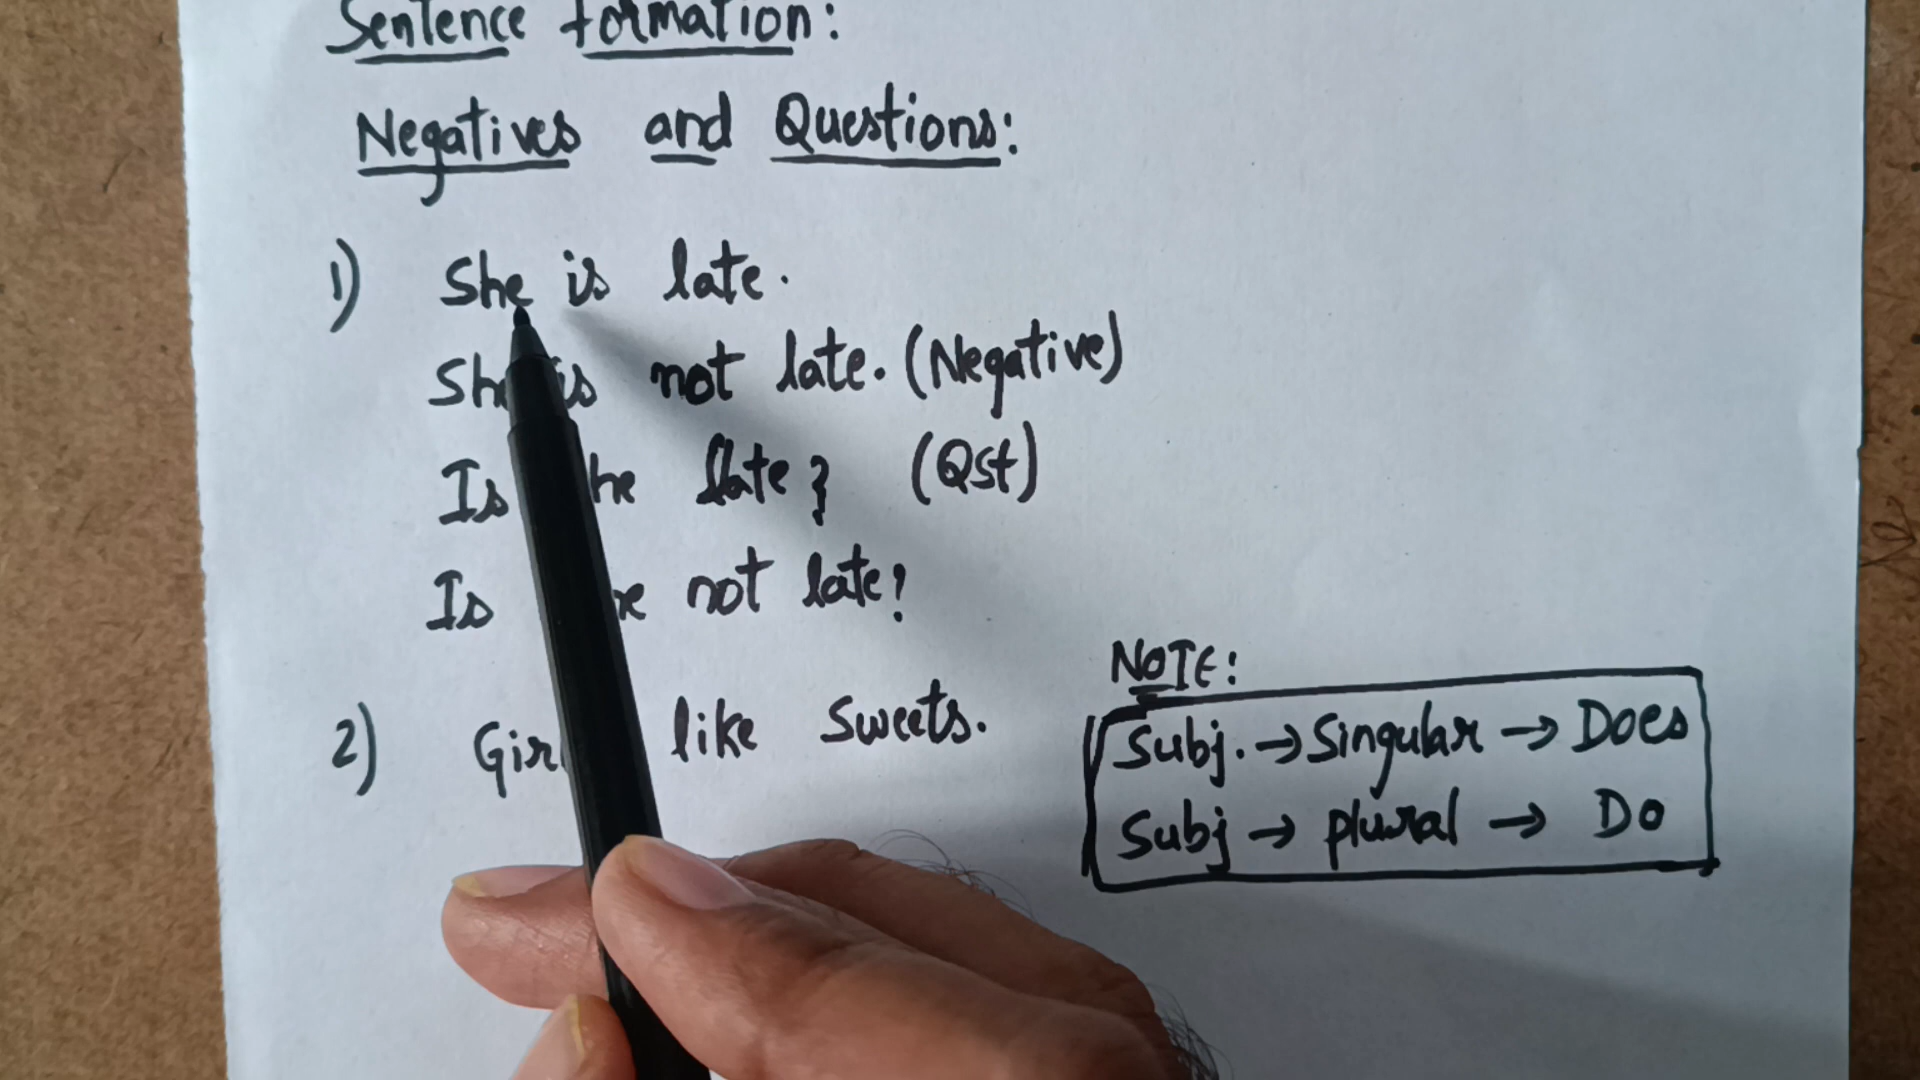 Sentence formation:
Negatives and Questions:
1) She is late.
is not late. (Negative)
Is late? (Qst)
Is not late?
2) like Sweets.
NOTE:
Subj. → Singular → Does
Subj → plural → Do